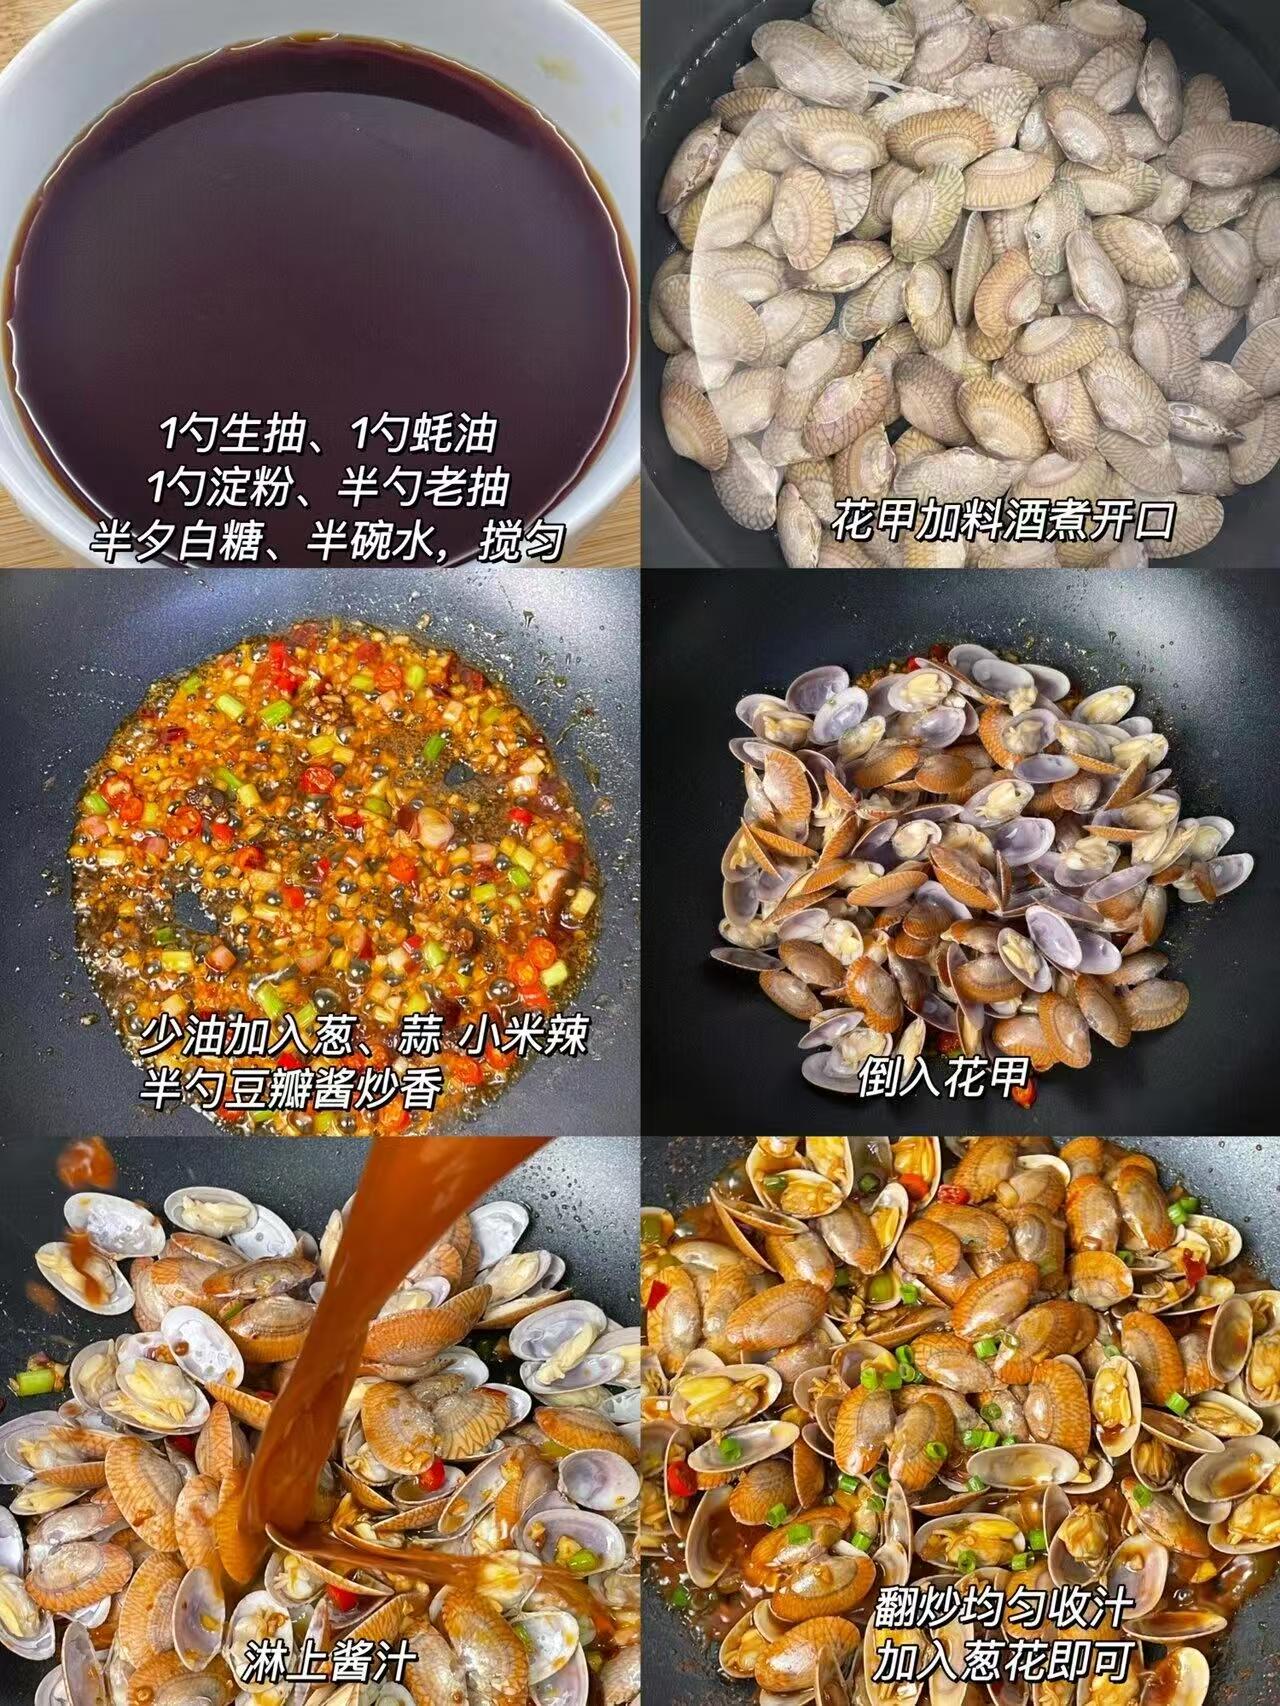 1勺生抽、1勺蚝油
1勺淀粉、半勺老抽
半夕白糖、半碗水，搅匀
花甲加料酒煮开口
少油加入葱、蒜 小米辣
半勺豆瓣酱炒香
倒入花甲
淋上酱汁
翻炒均匀收汁
加入葱花即可